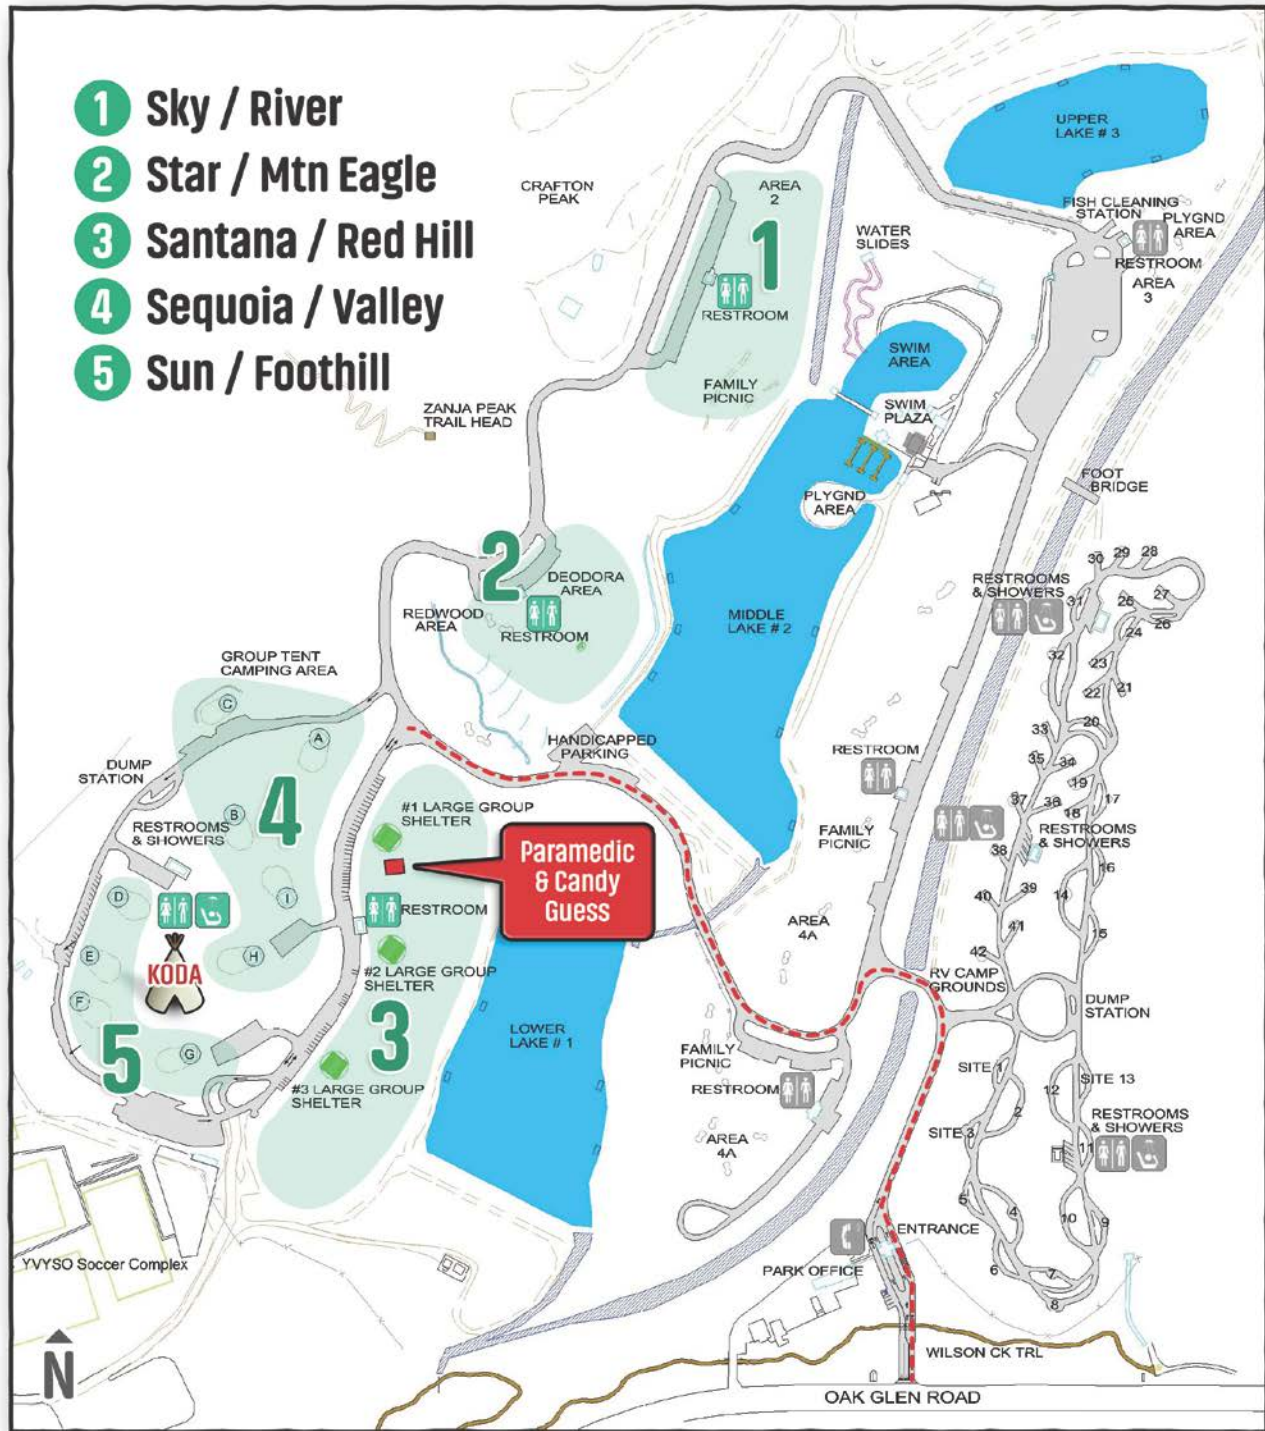 1 Sky / River
2 Star / Mtn Eagle
3 Santana / Red Hill
4 Sequoia / Valley
5 Sun / Foothill
UPPER
LAKE # 3
CRAFTON
PEAK
AREA
2
1
RESTROOM
FAMILY
PICNIC
WATER
SLIDES
FISH CLEANING
STATION
PLYGND
AREA
RESTROOM
AREA
3
SWIM
AREA
SWIM
PLAZA
PLYGND
AREA
ZANJA PEAK
TRAIL HEAD
FOOT
BRIDGE
2
DEODORA
AREA
REDWOOD
AREA
RESTROOM
MIDDLE
LAKE # 2
RESTROOMS
& SHOWERS
30
29
28
31
25
27
26
24
32
23
22
21
20
33
35
34
19
37
36
18
17
RESTROOMS
& SHOWERS
38
16
40
39
14
41
15
42
GROUP TENT
CAMPING AREA
C
A
DUMP
STATION
B
4
RESTROOMS
& SHOWERS
D
I
E
H
KODA
F
G
5
HANDICAPPED
PARKING
#1 LARGE GROUP
SHELTER
Paramedic
& Candy
Guess
RESTROOM
#2 LARGE GROUP
SHELTER
3
#3 LARGE GROUP
SHELTER
LOWER
LAKE # 1
RESTROOM
FAMILY
PICNIC
AREA
4A
RV CAMP
GROUNDS
DUMP
STATION
FAMILY
PICNIC
RESTROOM
AREA
4A
SITE 1
2
12
SITE 13
SITE 3
RESTROOMS
& SHOWERS
11
5
4
10
9
6
7
8
ENTRANCE
PARK OFFICE
YVYSO Soccer Complex
N
WILSON CK TRL
OAK GLEN ROAD